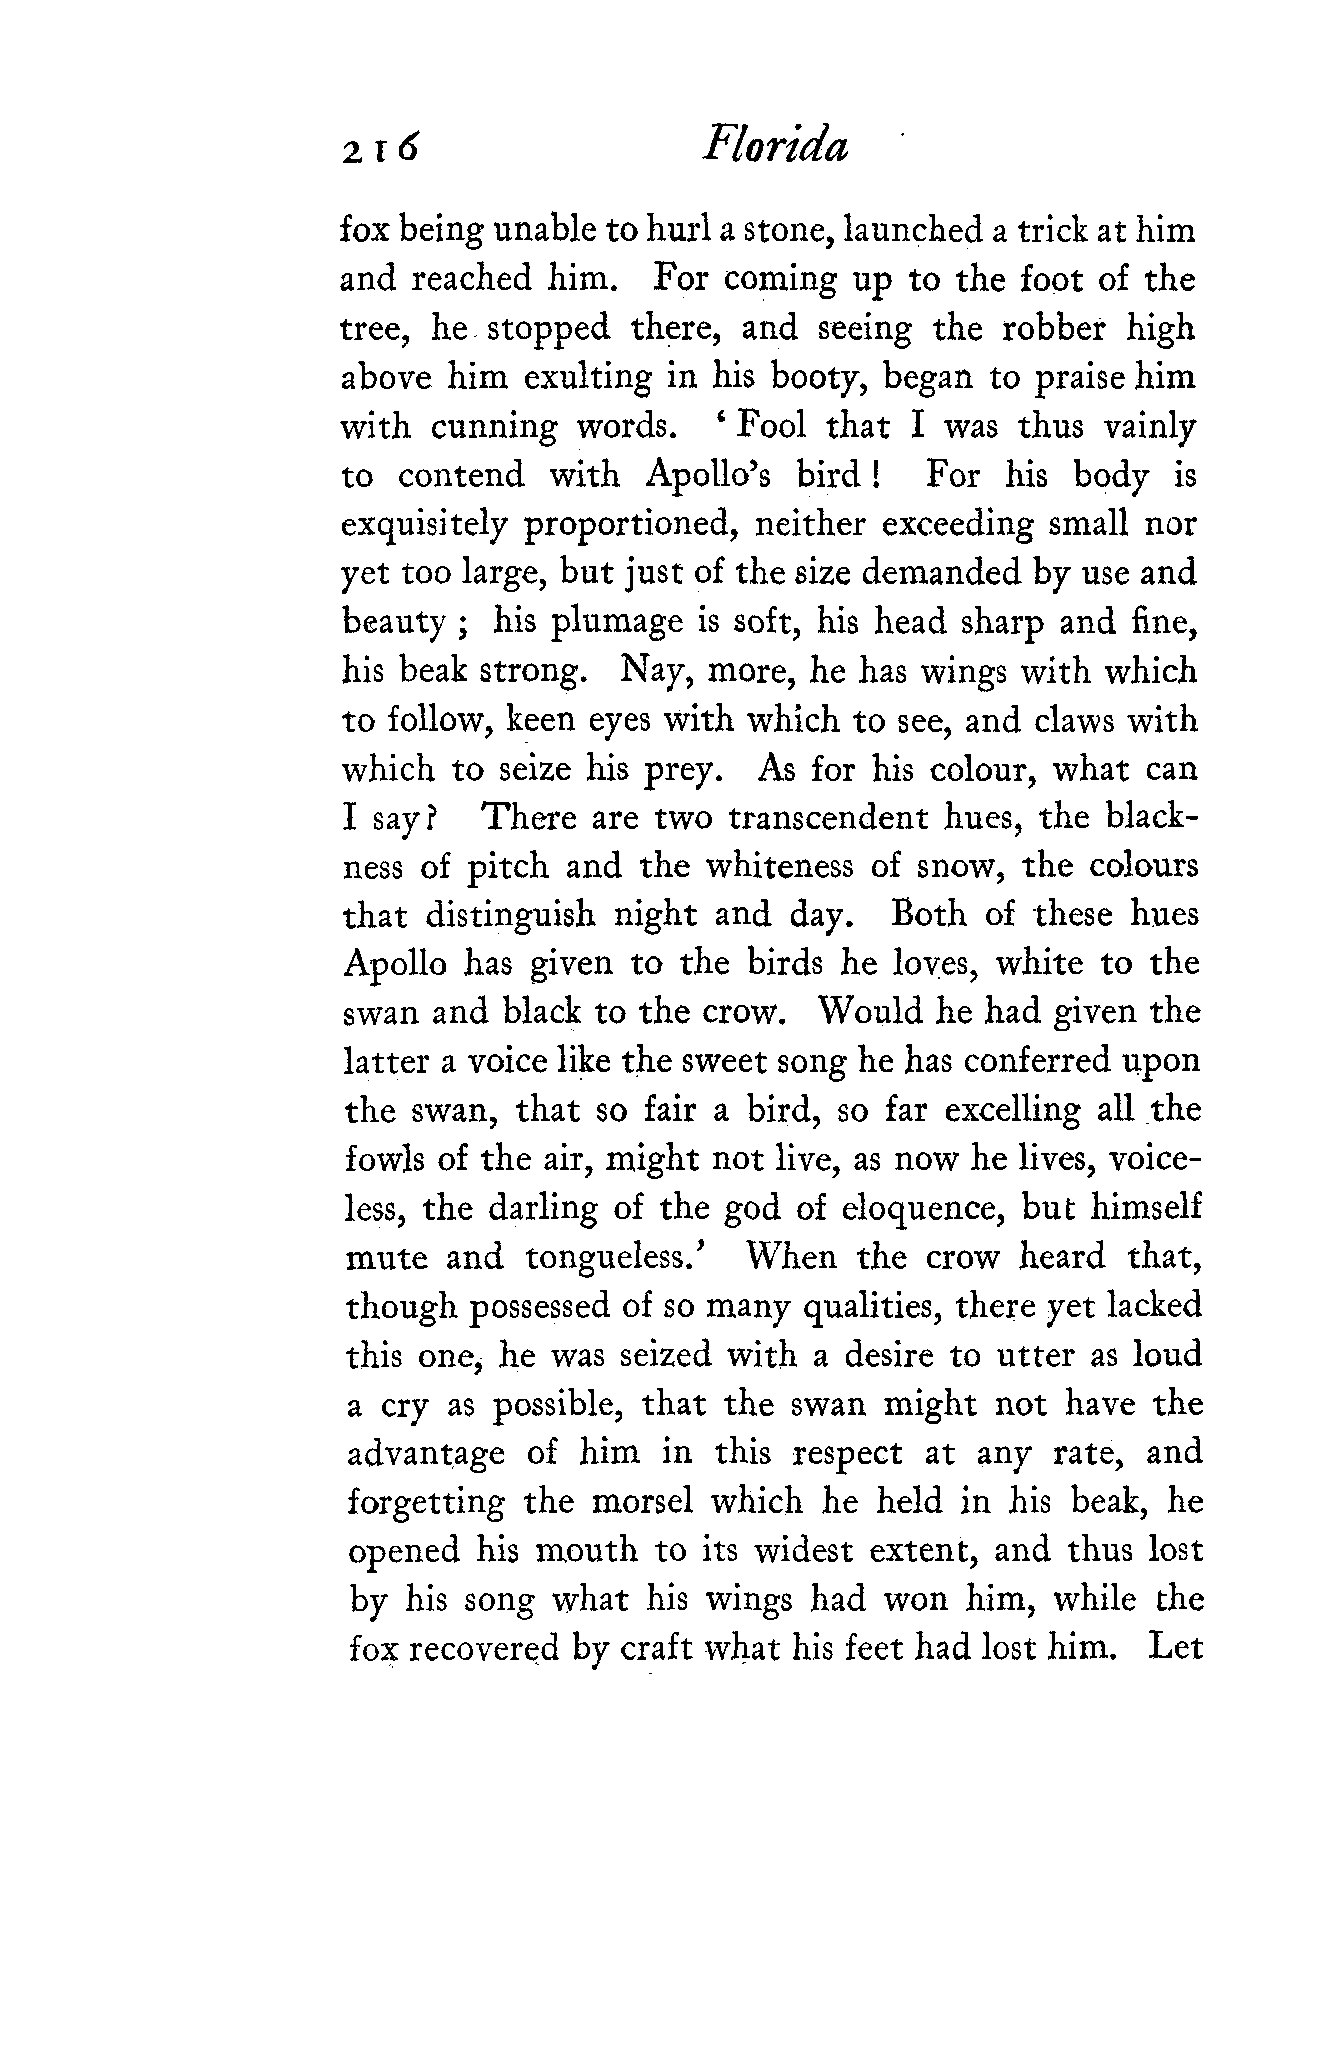 216 Florida
fox being unable to hurl a stone, launched a trick at him
and reached him. For coming up to the foot of the
tree, he stopped there, and seeing the robber high
above him exulting in his booty, began to praise him
with cunning words. ‘ Fool that I was thus vainly
to contend with Apollo’s bird ! For his body is
exquisitely proportioned, neither exceeding small nor
yet too large, but just of the size demanded by use and
beauty ; his plumage is soft, his head sharp and fine,
his beak strong. Nay, more, he has wings with which
to follow, keen eyes with which to see, and claws with
which to seize his prey. As for his colour, what can
I say? There are two transcendent hues, the black-
ness of pitch and the whiteness of snow, the colours
that distinguish night and day. Both of these hues
Apollo has given to the birds he loves, white to the
swan and black to the crow. Would he had given the
latter a voice like the sweet song he has conferred upon
the swan, that so fair a bird, so far excelling all the
fowls of the air, might not live, as now he lives, voice-
less, the darling of the god of eloquence, but himself
mute and tongueless.’ When the crow heard that,
though possessed of so many qualities, there yet lacked
this one, he was seized with a desire to utter as loud
a cry as possible, that the swan might not have the
advantage of him in this respect at any rate, and
forgetting the morsel which he held in his beak, he
opened his mouth to its widest extent, and thus lost
by his song what his wings had won him, while the
fox recovered by craft what his feet had lost him. Let